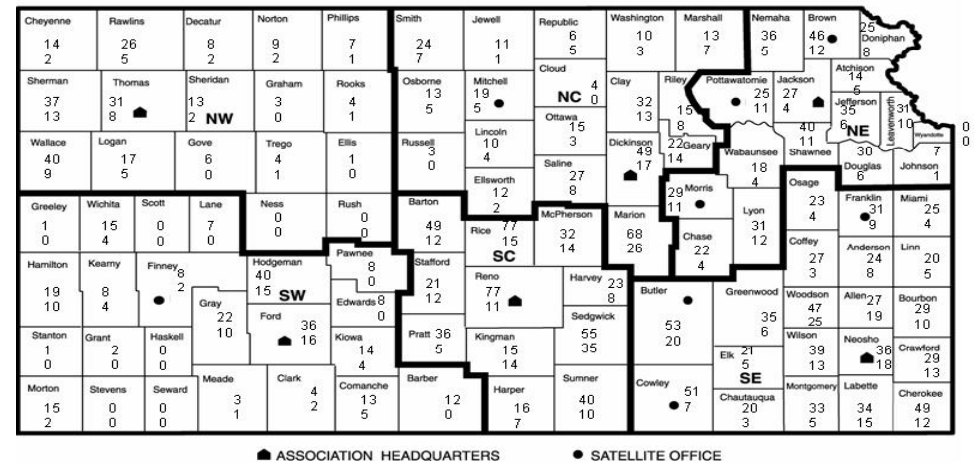 Cheyenne
14
2
Rawlins
26
5
Decatur
8
2
Norton
9
2
Phillips
7
1
Smith
24
7
Jewell
11
1
Republic
6
5
Washington
10
3
Marshall
13
7
Nemaha
36
5
Brown
46
12
25
Doniphan
8
Sherman
37
13
Thomas
31
8
Sheridan
13
2
NW
Graham
3
0
Rooks
4
1
Osborne
13
5
Mitchell
19
5
Cloud
4
0
NC
Clay
32
13
Riley
15
8
Pottawatomie
25
11
Jackson
27
4
Atchison
14
5
Jefferson
35
6
NE
Leavenworth
31
10
Wyandotte
0
0
Wallace
40
9
Logan
17
5
Gove
6
0
Trego
4
1
Ellis
1
0
Russell
3
0
Lincoln
10
4
Ottawa
15
3
Saline
27
8
Dickinson
49
17
22
Geary
14
Wabaunsee
18
4
40
11
Shawnee
30
Douglas
6
7
Johnson
1
Ellsworth
12
2
29
Morris
11
Greeley
1
0
Wichita
15
4
Scott
0
0
Lane
7
0
Ness
0
0
Rush
0
0
Barton
49
12
Rice
77
15
SC
McPherson
32
14
Marion
68
26
Chase
22
4
Lyon
31
12
Osage
23
4
Franklin
31
9
Miami
25
4
Hamilton
19
10
Kearny
8
4
Finney
8
2
Hodgeman
40
15
SW
Pawnee
8
0
Stafford
21
12
Reno
77
11
Harvey
23
8
Coffey
27
3
Anderson
24
8
Linn
20
5
Gray
22
10
Ford
36
16
Edwards
8
0
Butler
53
20
Greenwood
35
6
Woodson
47
25
Allen
27
19
Bourbon
29
10
Stanton
1
0
Grant
2
0
Haskell
0
0
Kiowa
14
4
Pratt
36
5
Kingman
15
14
Sedgwick
55
35
Elk
21
5
SE
Wilson
39
13
Neosho
36
18
Crawford
29
13
Morton
15
2
Stevens
0
0
Seward
0
0
Meade
3
1
Clark
4
2
Comanche
13
5
Barber
12
0
Harper
16
7
Sumner
40
10
Cowley
51
7
Chautauqua
20
3
Montgomery
33
5
Labette
34
15
Cherokee
49
12
ASSOCIATION HEADQUARTERS
SATELLITE OFFICE